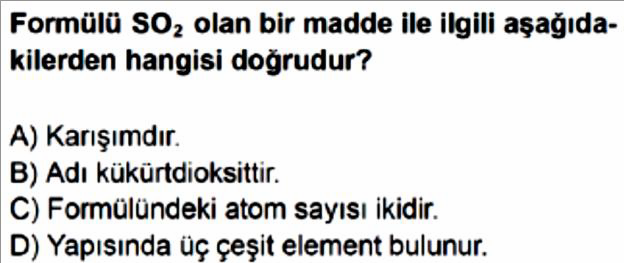 Formülü SO₂ olan bir madde ile ilgili aşağıda-
kilerden hangisi doğrudur?
A) Karışımdır.
B) Adı kükürtdioksittir.
C) Formülündeki atom sayısı ikidir.
D) Yapısında üç çeşit element bulunur.